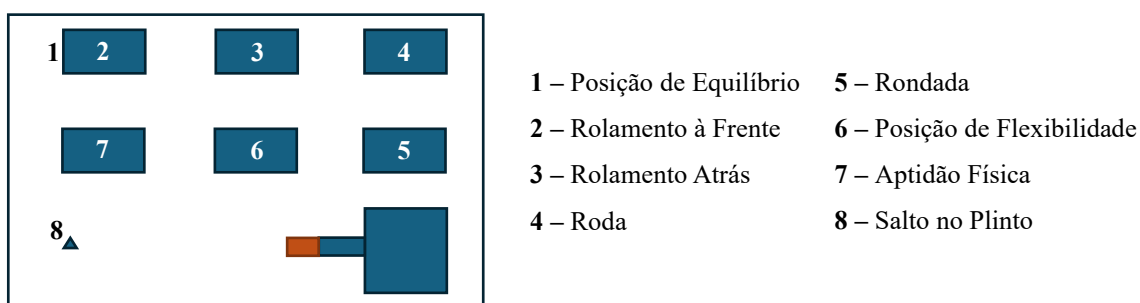 1 2 3 4
7 6 5
8
1 – Posição de Equilíbrio
2 – Rolamento à Frente
3 – Rolamento Atrás
4 – Roda
5 – Rondada
6 – Posição de Flexibilidade
7 – Aptidão Física
8 – Salto no Plinto